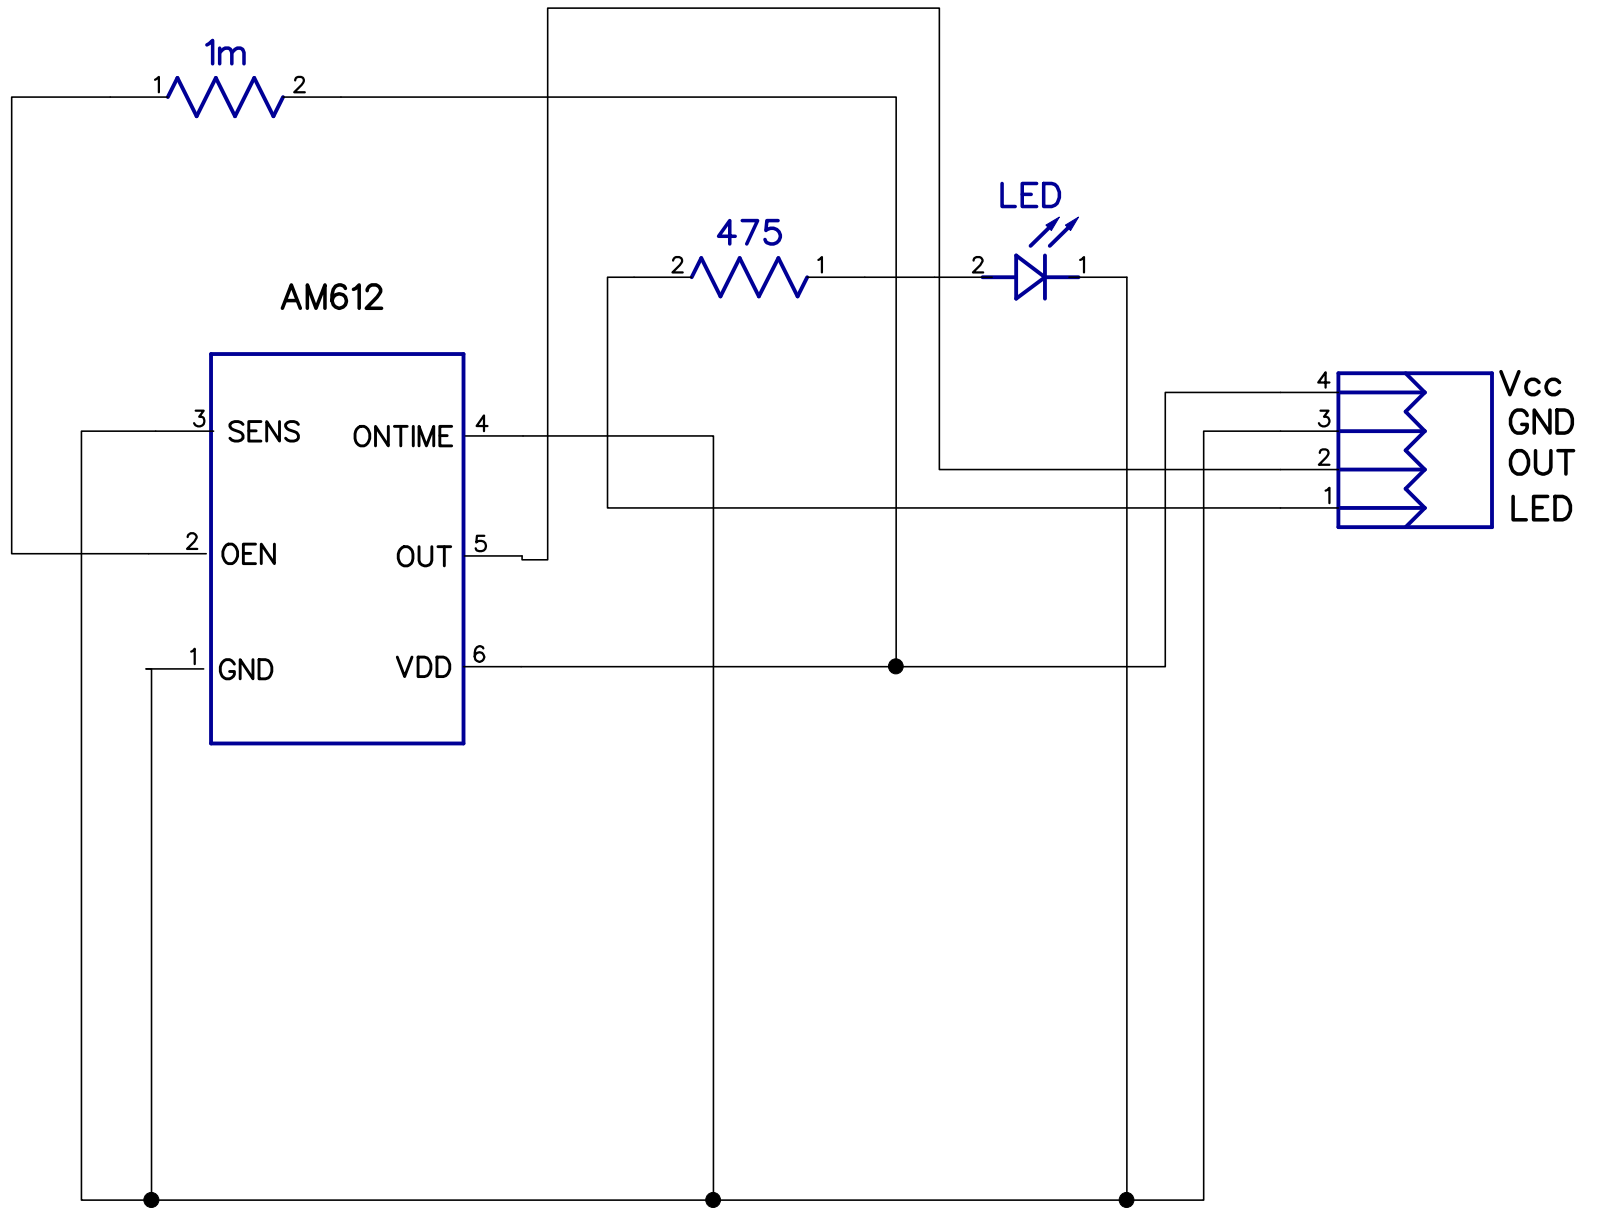 1m
1 2
LED
475
2 1 2 1
AM612
4 Vcc
3 GND
2 OUT
1 LED
3 SENS ONTIME 4
2 OEN OUT 5
1 GND VDD 6